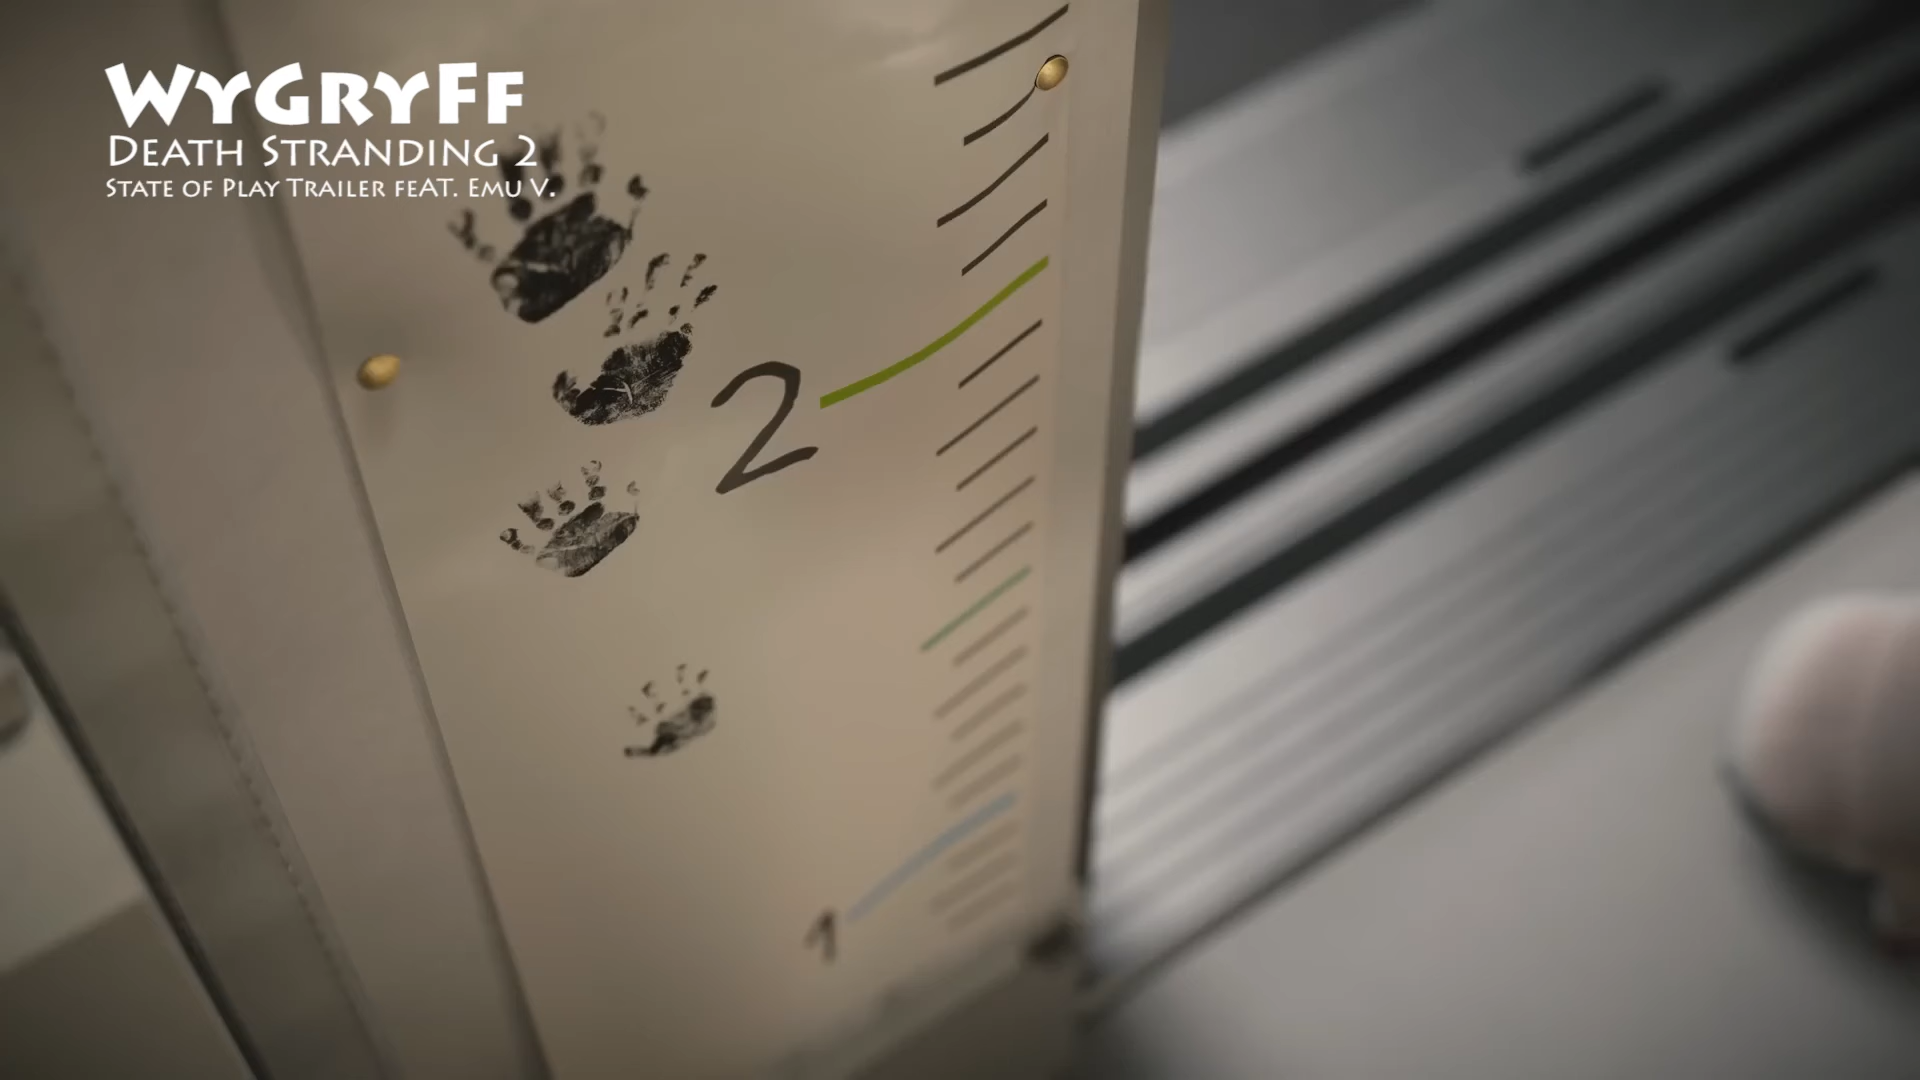 WyGryFf
Death Stranding 2
State of Play Trailer feat. Emu V.
2
1